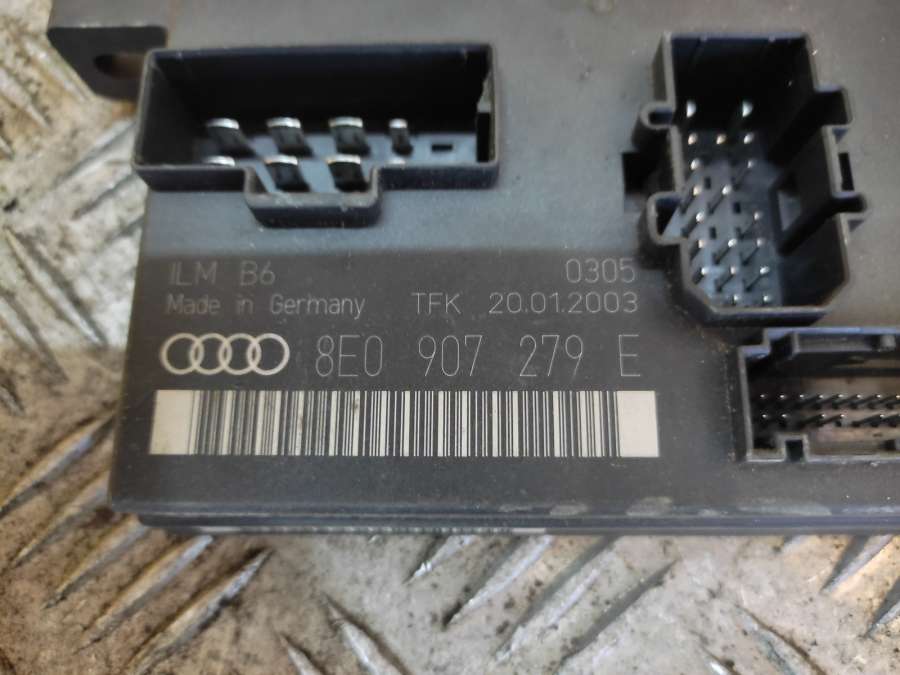 ILM B6 0305
Made in Germany TFK 20.01.2003
8E0 907 279 E